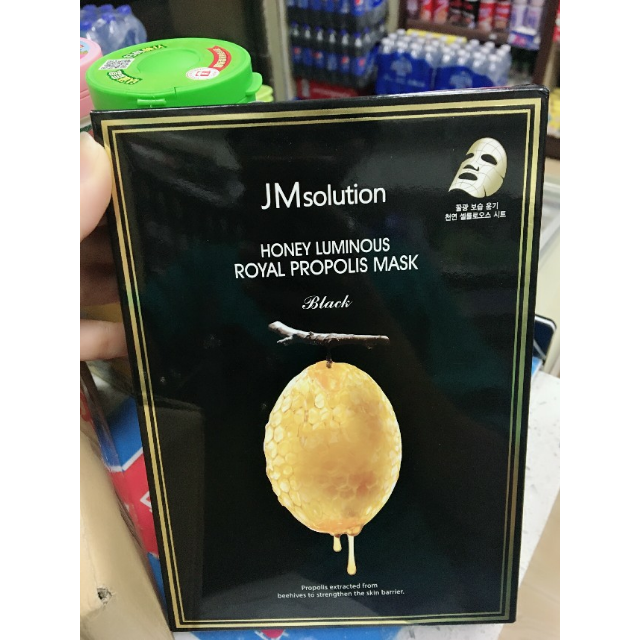 JMsolution
꿀광 보습 윤기
천연 셀룰로오스 시트
HONEY LUMINOUS
ROYAL PROPOLIS MASK
Black
Propolis extracted from
beehives to strengthen the skin barrier.